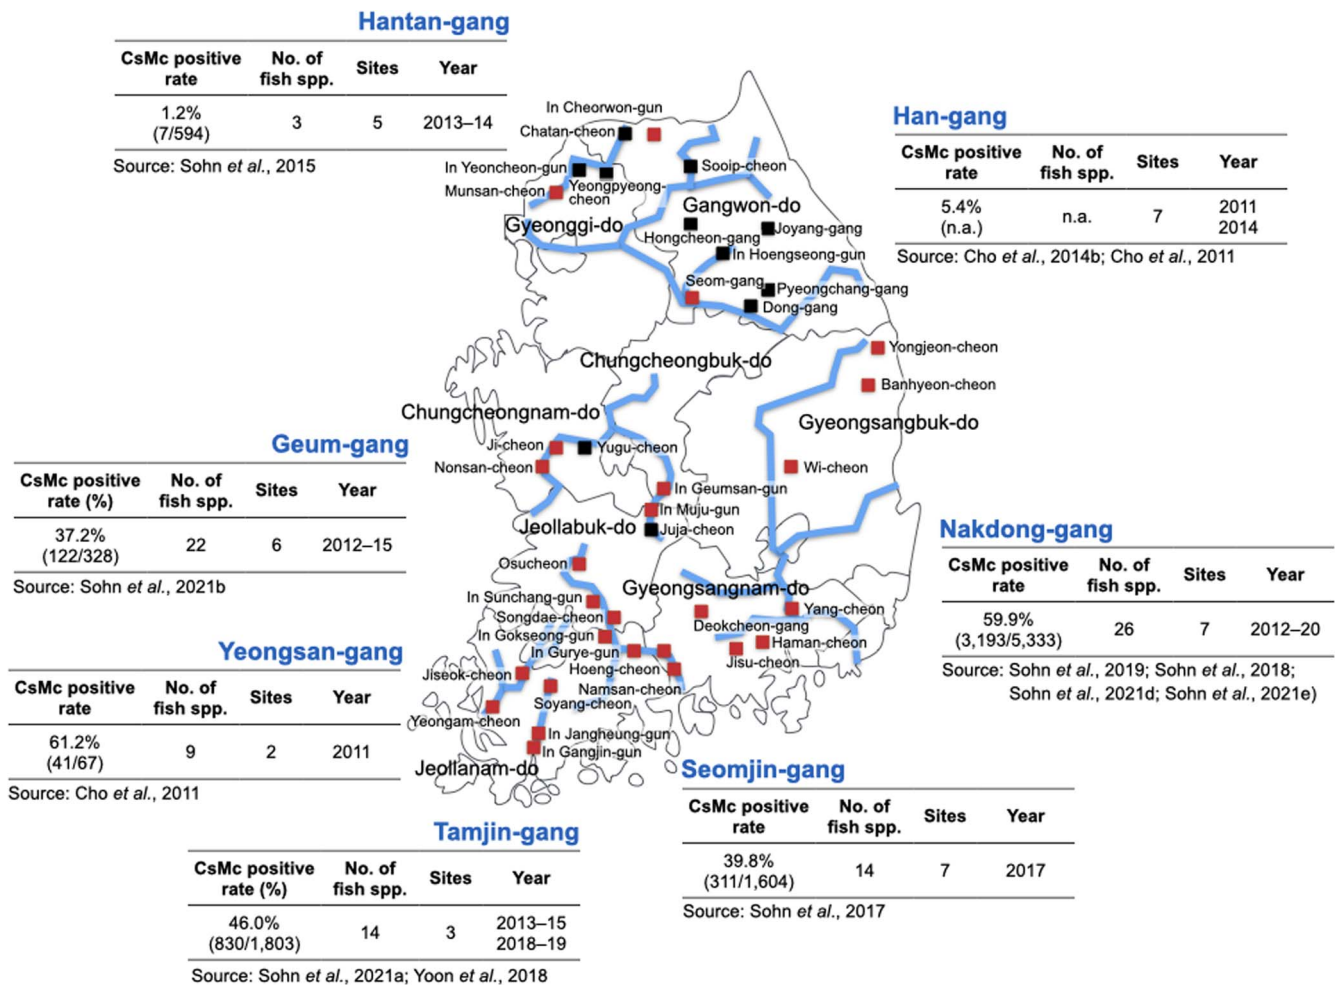 Hantan-gang
CsMc positive rate No. of fish spp. Sites Year
1.2% (7/594) 3 5 2013–14
Source: Sohn et al., 2015
Han-gang
CsMc positive rate No. of fish spp. Sites Year
5.4% (n.a.) n.a. 7 2011 2014
Source: Cho et al., 2014b; Cho et al., 2011
In Cheorwon-gun
Chatan-cheon
In Yeoncheon-gun
Sooip-cheon
Munsan-cheon
Yeongpyeong-
cheon
Gangwon-do
Gyeonggi-do
Joyang-gang
Hongcheon-gang
In Hoengseong-gun
Seom-gang
Pyeongchang-gang
Dong-gang
Yongjeon-cheon
Chungcheongbuk-do
Banhyeon-cheon
Chungcheongnam-do
Gyeongsangbuk-do
Ji-cheon
Yugu-cheon
Nonsan-cheon
Wi-cheon
In Geumsan-gun
In Muju-gun
Jeollabuk-do
Juja-cheon
Geum-gang
CsMc positive rate (%) No. of fish spp. Sites Year
37.2% (122/328) 22 6 2012–15
Source: Sohn et al., 2021b
Nakdong-gang
CsMc positive rate No. of fish spp. Sites Year
59.9% (3,193/5,333) 26 7 2012–20
Source: Sohn et al., 2019; Sohn et al., 2018;
Sohn et al., 2021d; Sohn et al., 2021e)
Osucheon
Gyeongsangnam-do
In Sunchang-gun
Yang-cheon
Songdae-cheon
Deokcheon-gang
In Gokseong-gun
Haman-cheon
In Gurye-gun
Jisu-cheon
Hoeng-cheon
Jiseok-cheon
Namsan-cheon
Soyang-cheon
Yeongam-cheon
In Jangheung-gun
In Gangjin-gun
Jeollanam-do
Yeongsan-gang
CsMc positive rate No. of fish spp. Sites Year
61.2% (41/67) 9 2 2011
Source: Cho et al., 2011
Seomjin-gang
CsMc positive rate No. of fish spp. Sites Year
39.8% (311/1,604) 14 7 2017
Source: Sohn et al., 2017
Tamjin-gang
CsMc positive rate (%) No. of fish spp. Sites Year
46.0% (830/1,803) 14 3 2013–15 2018–19
Source: Sohn et al., 2021a; Yoon et al., 2018